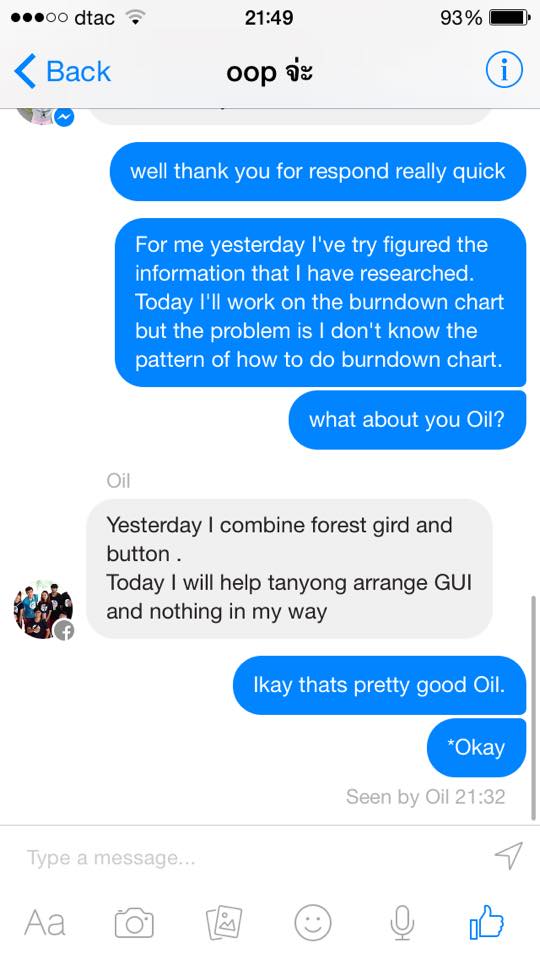 dtac
21:49
93%
Back
oop จ่ะ
well thank you for respond really quick
For me yesterday I've try figured the
information that I have researched.
Today I'll work on the burndown chart
but the problem is I don't know the
pattern of how to do burndown chart.
what about you Oil?
Oil
Yesterday I combine forest gird and
button .
Today I will help tanyong arrange GUI
and nothing in my way
Ikay thats pretty good Oil.
*Okay
Seen by Oil 21:32
Type a message...
Aa